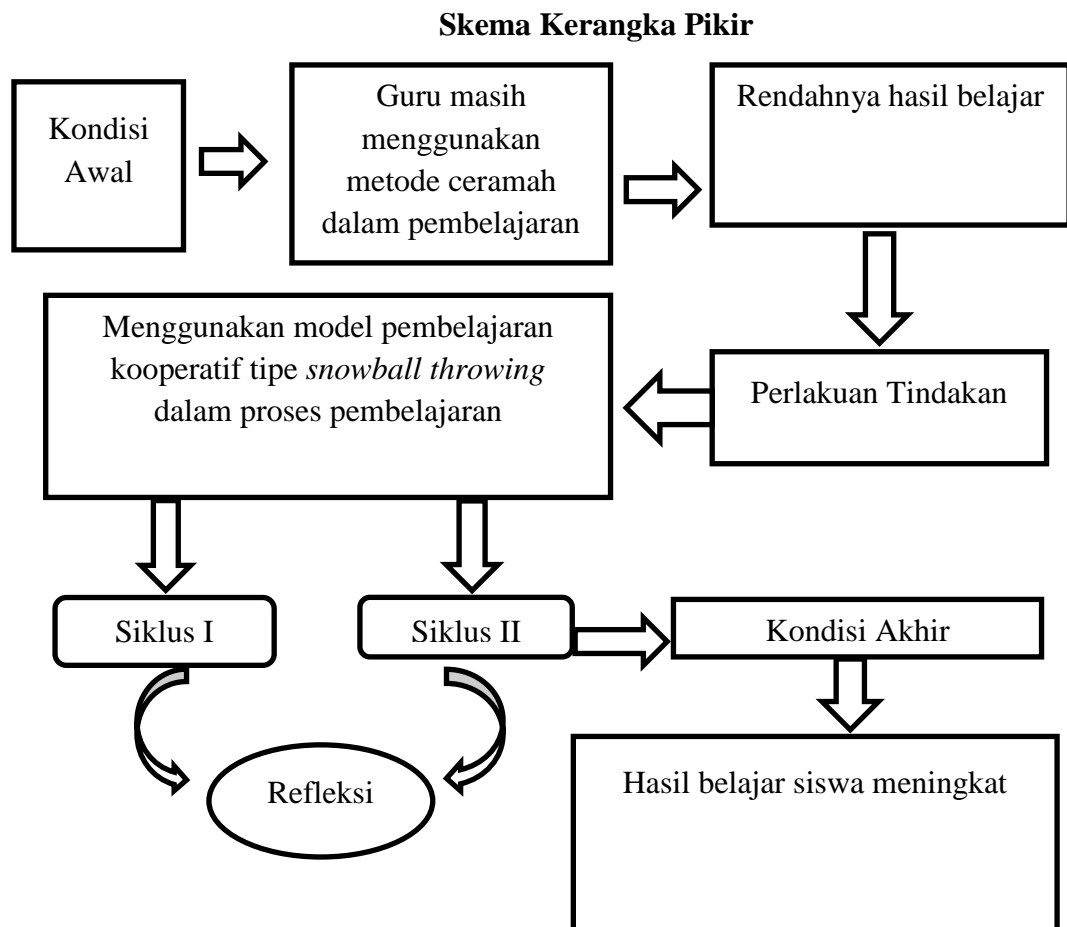 Skema Kerangka Pikir
Kondisi
Awal
Guru masih
menggunakan
metode ceramah
dalam pembelajaran
Rendahnya hasil belajar
Menggunakan model pembelajaran
kooperatif tipe snowball throwing
dalam proses pembelajaran
Perlakuan Tindakan
Siklus I
Siklus II
Kondisi Akhir
Refleksi
Hasil belajar siswa meningkat